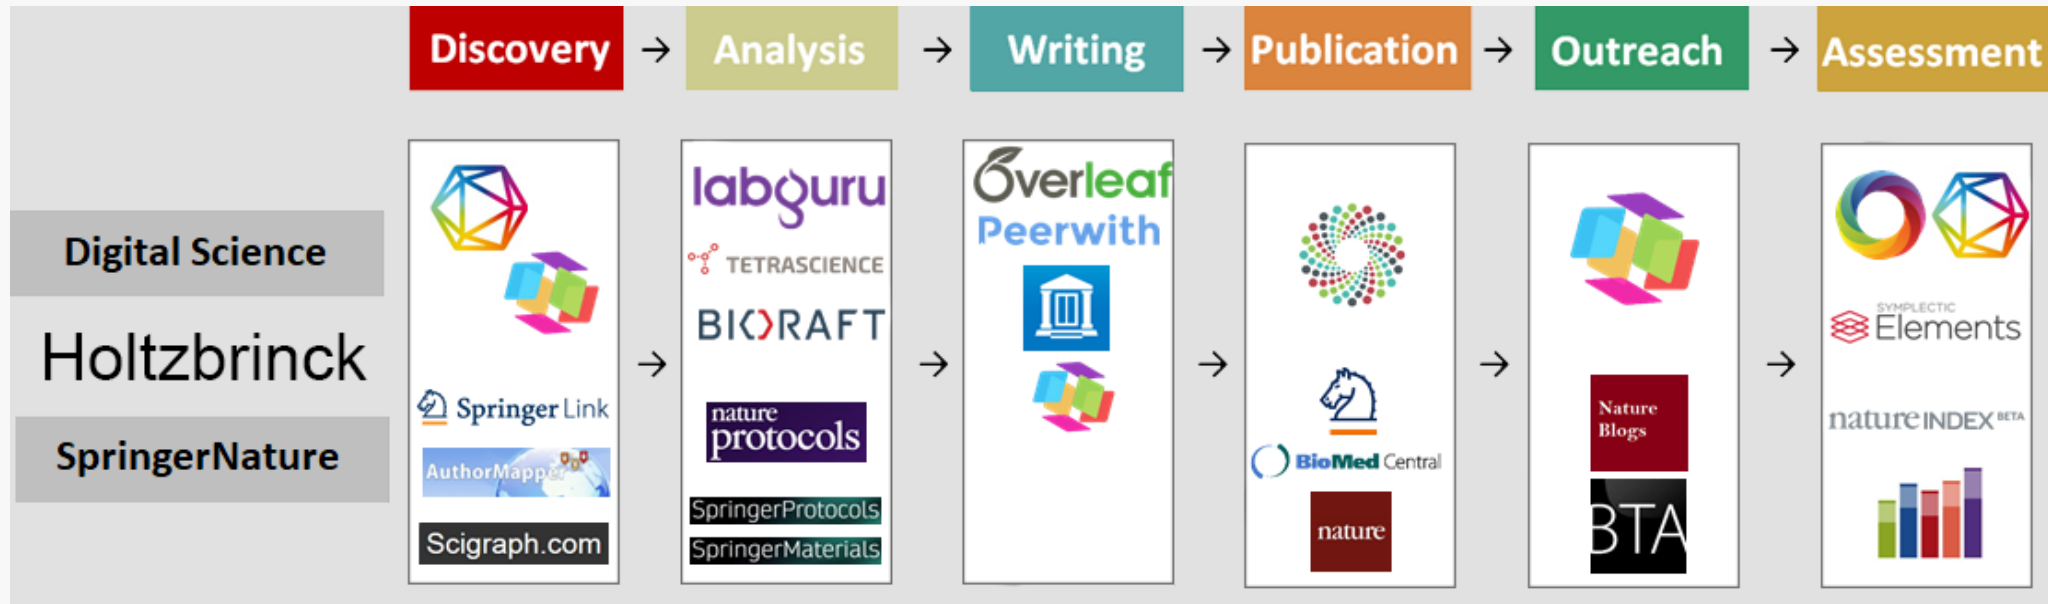 Discovery → Analysis → Writing → Publication → Outreach → Assessment
Digital Science
Holtzbrinck
SpringerNature
Springer Link
AuthorMapper
Scigraph.com
labguru
TETRASCIENCE
BIORAFT
nature
protocols
SpringerProtocols
SpringerMaterials
Overleaf
Peerwith
BioMed Central
nature
Nature
Blogs
BTA
SYMPLECTIC
Elements
nature INDEX BETA